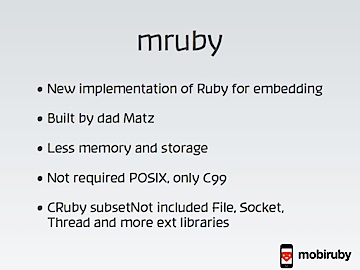 mruby
• New implementation of Ruby for embedding
• Built by dad Matz
• Less memory and storage
• Not required POSIX, only C99
• CRuby subsetNot included File, Socket,
Thread and more ext libraries
mobiruby